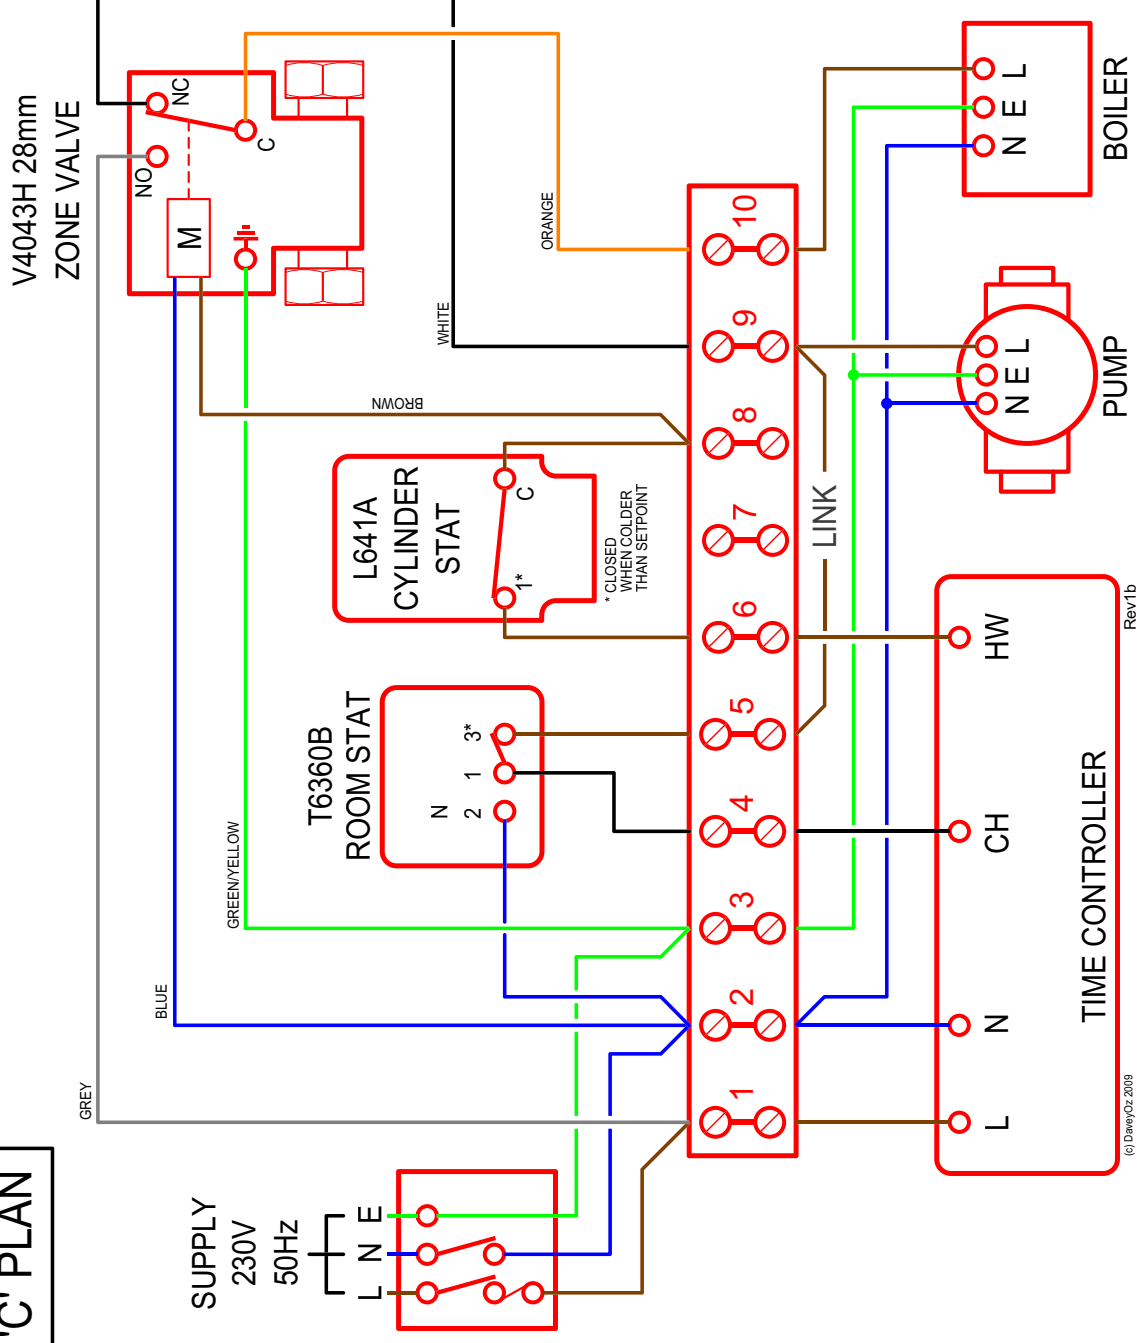 'C' PLAN
V4043H 28mm
ZONE VALVE
NC
NO
C
M
GREY
BLUE
GREEN/YELLOW
BROWN
WHITE
ORANGE
L641A
CYLINDER
STAT
C
1*
* CLOSED
WHEN COLDER
THAN SETPOINT
T6360B
ROOM STAT
N
2 1 3*
SUPPLY
230V
50Hz
L N E
1 2 3 4 5 6 7 8 9 10
LINK
BOILER
N E L
PUMP
N E L
L N CH HW
TIME CONTROLLER
(c) DaveyOz 2009
Rev1b